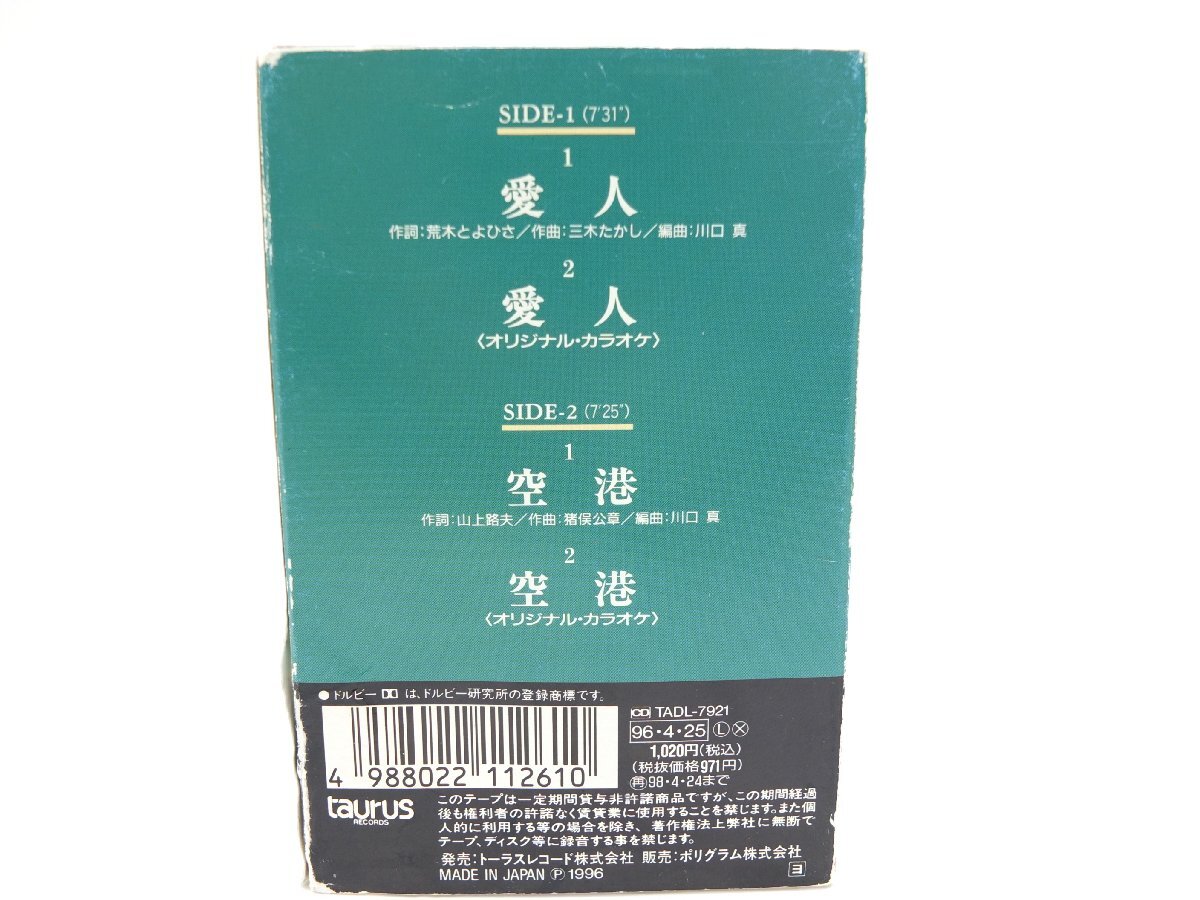 SIDE-1 (7'31")
1
愛 人
作詞:荒木とよひさ/作曲:三木たかし/編曲:川口 真
2
愛 人
〈オリジナル・カラオケ〉
SIDE-2 (7'25")
1
空 港
作詞:山上路夫/作曲:猪俣公章/編曲:川口 真
2
空 港
〈オリジナル・カラオケ〉
●ドルビー は、ドルビー研究所の登録商標です。
4 988022 112610
CD TADL-7921
96・4・25 Ⓛ Ⓧ
1,020円(税込)
(税抜価格971円)
再98・4・24まで
taurus
RECORDS
このテープは一定期間貸与非許諾商品ですが、この期間経過
後も権利者の許諾なく賃貸業に使用することを禁じます。また個
人的に利用する等の場合を除き、著作権法上弊社に無断で
テープ、ディスク等に録音する事を禁じます。
発売:トーラスレコード株式会社 販売:ポリグラム株式会社
MADE IN JAPAN Ⓟ 1996
ヨ